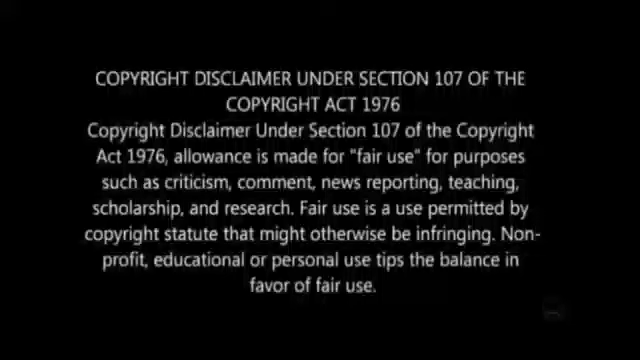 COPYRIGHT DISCLAIMER UNDER SECTION 107 OF THE
COPYRIGHT ACT 1976
Copyright Disclaimer Under Section 107 of the Copyright
Act 1976, allowance is made for "fair use" for purposes
such as criticism, comment, news reporting, teaching,
scholarship, and research. Fair use is a use permitted by
copyright statute that might otherwise be infringing. Non-
profit, educational or personal use tips the balance in
favor of fair use.